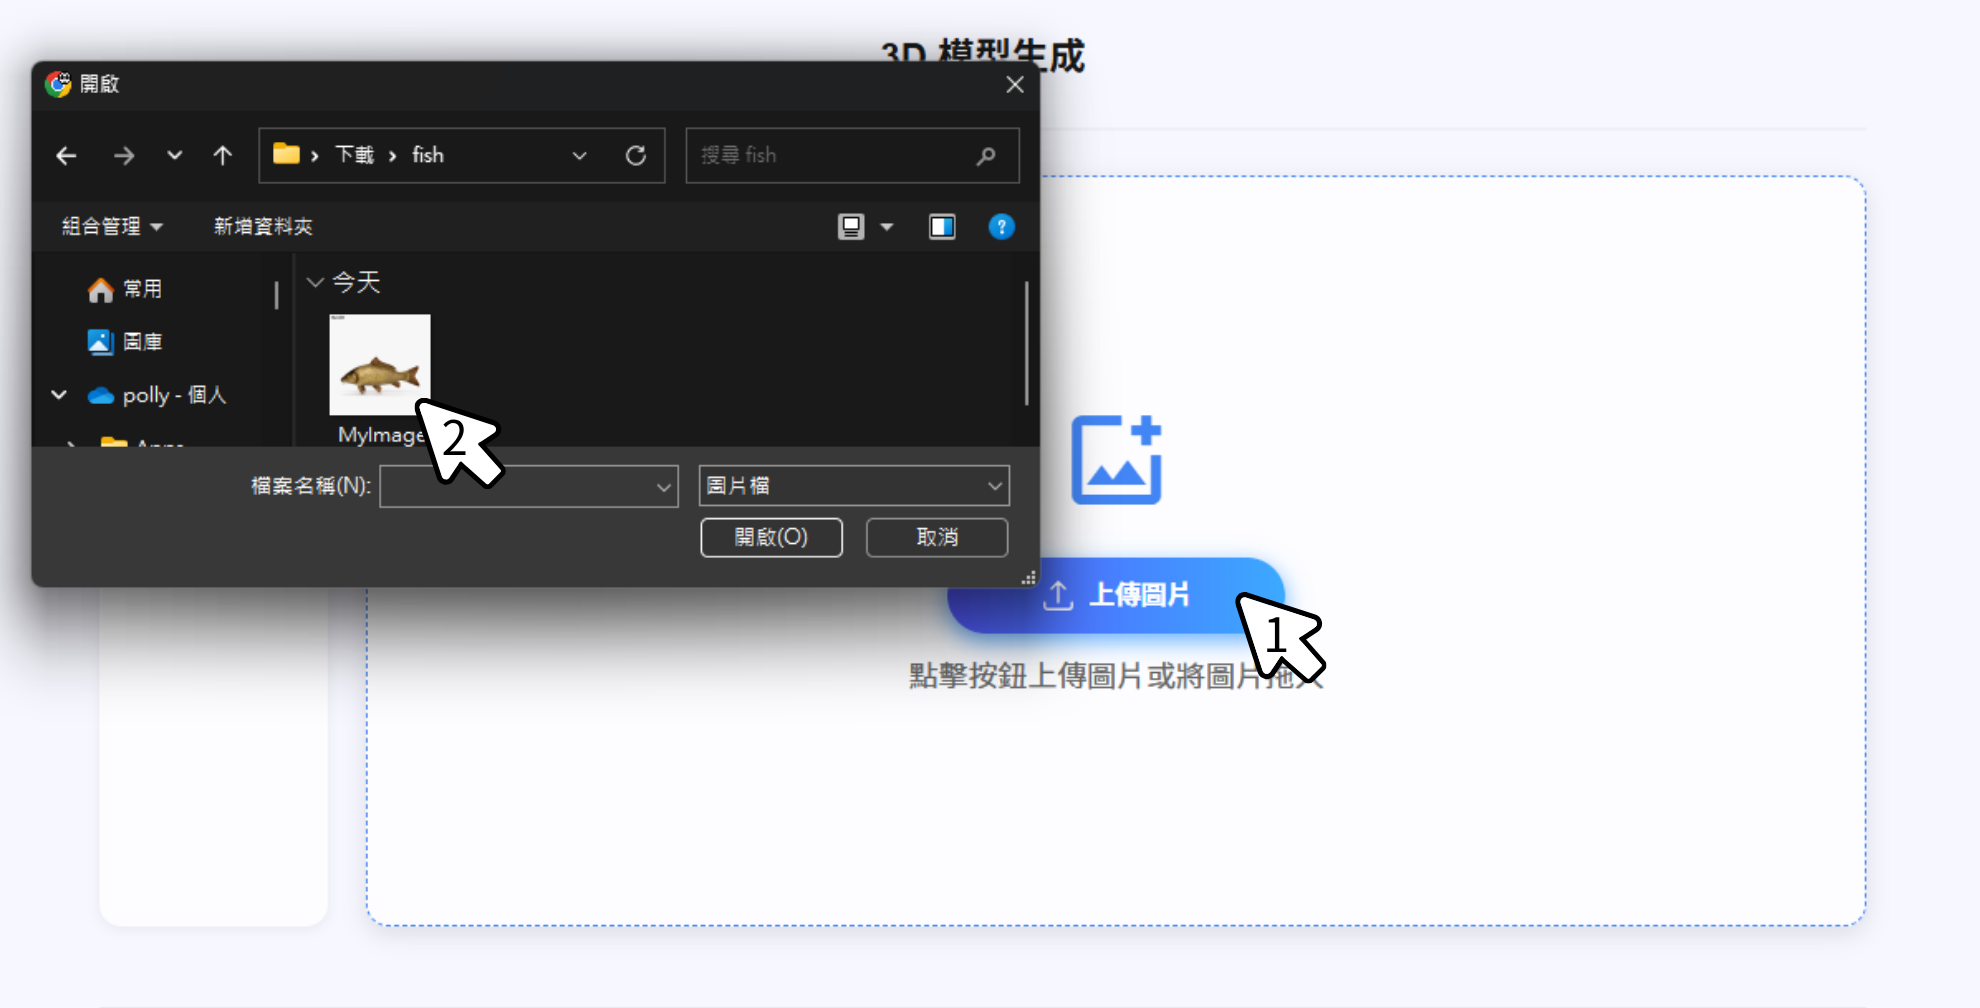 3D 模型生成
開啟
下載 › fish
搜尋 fish
組合管理
新增資料夾
常用
圖庫
polly - 個人
今天
MyImage
2
檔案名稱(N):
圖片檔
開啟(O)
取消
上傳圖片
1
點擊按鈕上傳圖片或將圖片拖入